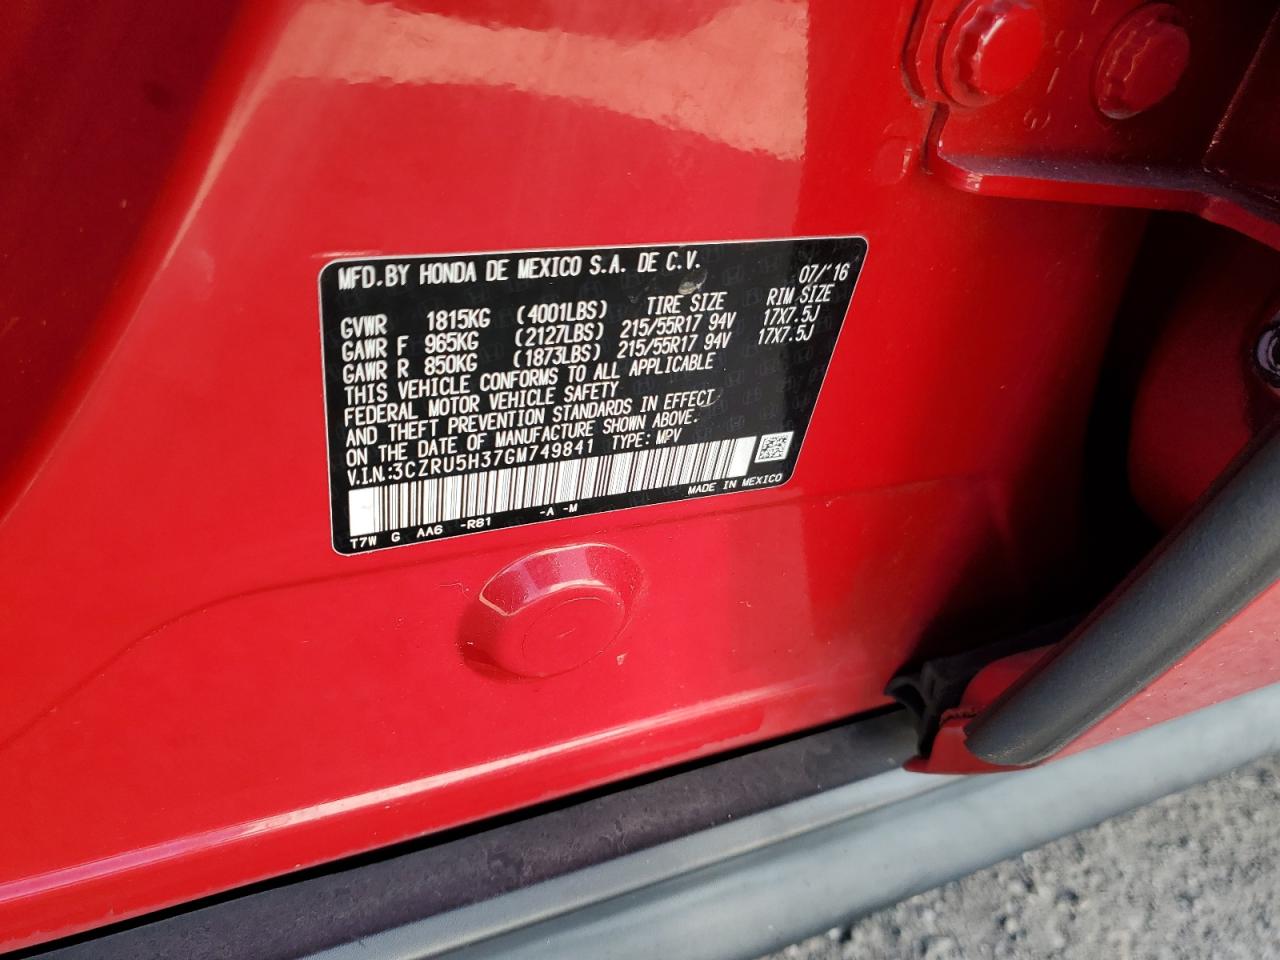 MFD.BY HONDA DE MEXICO S.A. DE C.V. 07/'16
GVWR 1815KG (4001LBS) TIRE SIZE RIM SIZE
GAWR F 965KG (2127LBS) 215/55R17 94V 17X7.5J
GAWR R 850KG (1873LBS) 215/55R17 94V 17X7.5J
THIS VEHICLE CONFORMS TO ALL APPLICABLE
FEDERAL MOTOR VEHICLE SAFETY
AND THEFT PREVENTION STANDARDS IN EFFECT
ON THE DATE OF MANUFACTURE SHOWN ABOVE.
V.I.N.:3CZRU5H37GM749841 TYPE: MPV
MADE IN MEXICO
T7W G AA6 -R81 -A -M